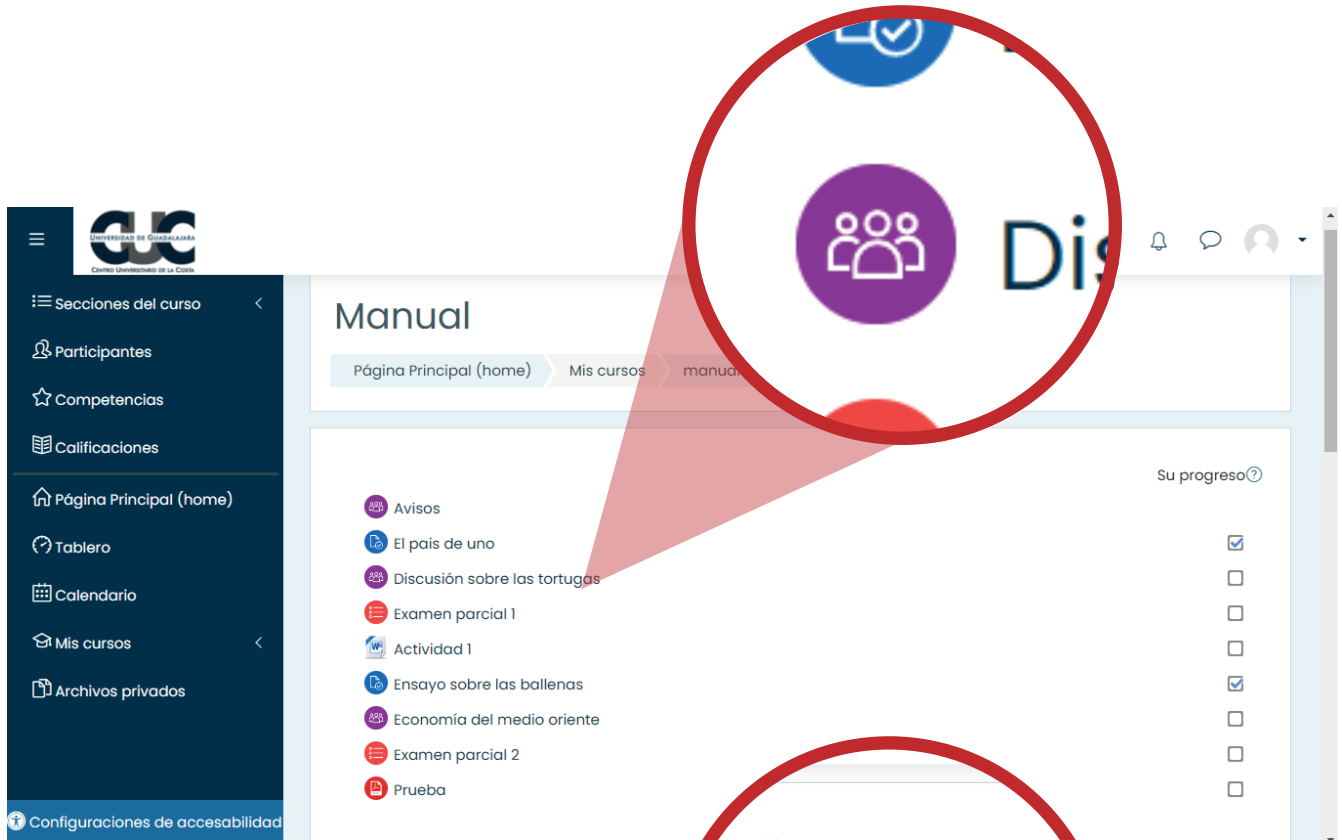 Dis
UNIVERSIDAD DE GUADALAJARA
CUC
CENTRO UNIVERSITARIO DE LA COSTA
Secciones del curso
Participantes
Competencias
Calificaciones
Página Principal (home)
Tablero
Calendario
Mis cursos
Archivos privados
Configuraciones de accesabilidad
Manual
Página Principal (home) Mis cursos manual
Su progreso
Avisos
El pais de uno
Discusión sobre las tortugas
Examen parcial 1
Actividad 1
Ensayo sobre las ballenas
Economía del medio oriente
Examen parcial 2
Prueba